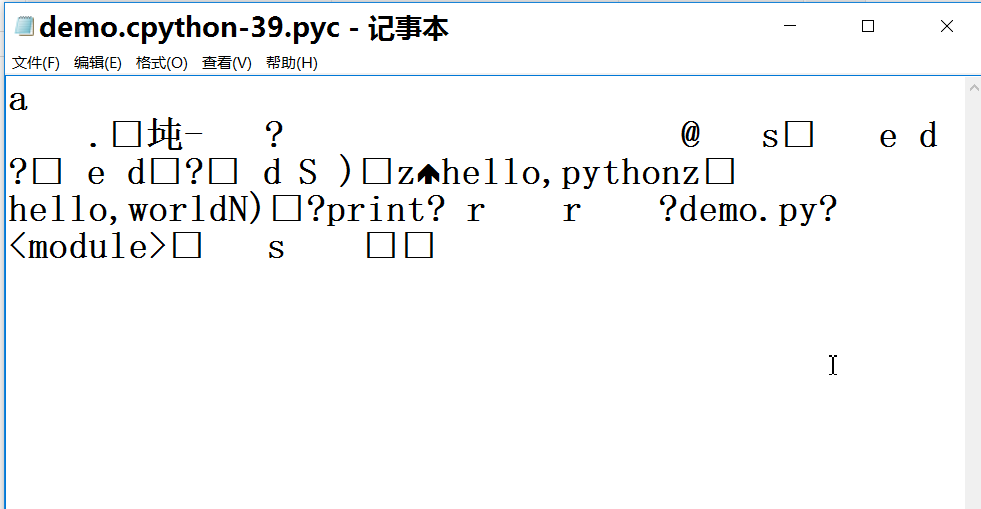 demo.cpython-39.pyc - 记事本
文件(F) 编辑(E) 格式(O) 查看(V) 帮助(H)
a
.□坉- ? @ s□ e d
?□ e d□?□ d S )□z🡅hello,pythonz□
hello,worldN)□?print? r r ?demo.py?
<module>□ s □□